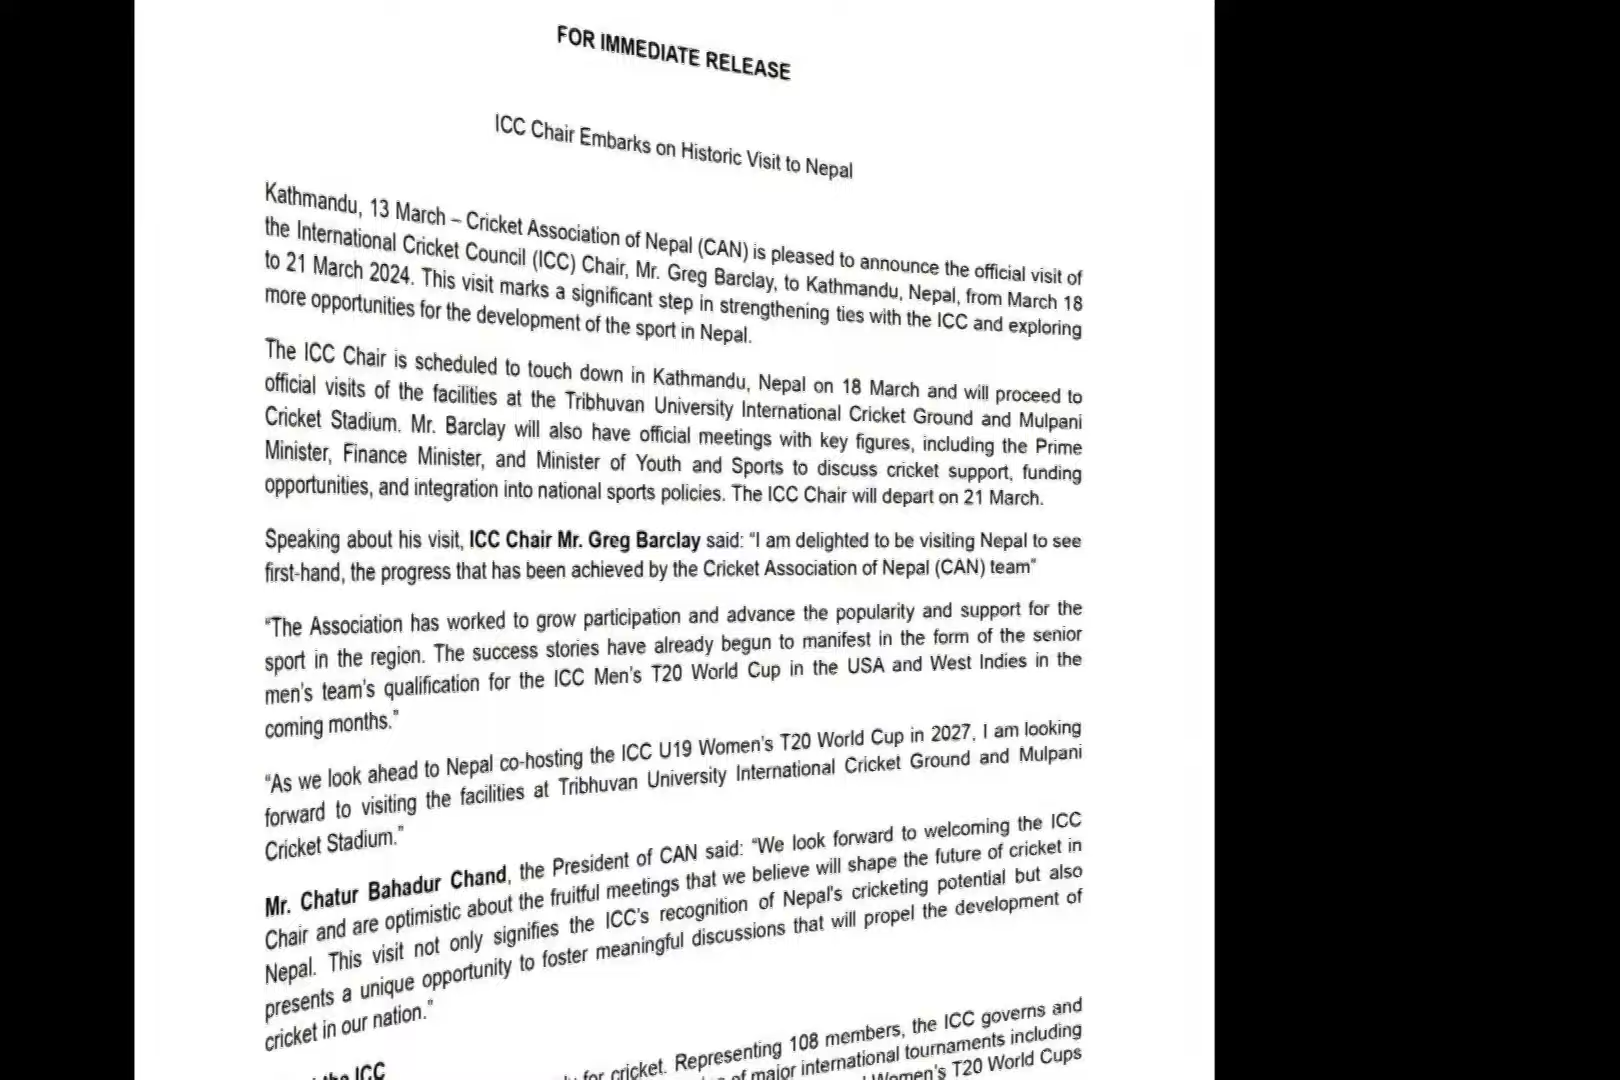 FOR IMMEDIATE RELEASE
ICC Chair Embarks on Historic Visit to Nepal
Kathmandu, 13 March – Cricket Association of Nepal (CAN) is pleased to announce the official visit of
the International Cricket Council (ICC) Chair, Mr. Greg Barclay, to Kathmandu, Nepal, from March 18
to 21 March 2024. This visit marks a significant step in strengthening ties with the ICC and exploring
more opportunities for the development of the sport in Nepal.
The ICC Chair is scheduled to touch down in Kathmandu, Nepal on 18 March and will proceed to
official visits of the facilities at the Tribhuvan University International Cricket Ground and Mulpani
Cricket Stadium. Mr. Barclay will also have official meetings with key figures, including the Prime
Minister, Finance Minister, and Minister of Youth and Sports to discuss cricket support, funding
opportunities, and integration into national sports policies. The ICC Chair will depart on 21 March.
Speaking about his visit, ICC Chair Mr. Greg Barclay said: “I am delighted to be visiting Nepal to see
first-hand, the progress that has been achieved by the Cricket Association of Nepal (CAN) team”
“The Association has worked to grow participation and advance the popularity and support for the
sport in the region. The success stories have already begun to manifest in the form of the senior
men’s team’s qualification for the ICC Men’s T20 World Cup in the USA and West Indies in the
coming months.”
“As we look ahead to Nepal co-hosting the ICC U19 Women’s T20 World Cup in 2027, I am looking
forward to visiting the facilities at Tribhuvan University International Cricket Ground and Mulpani
Cricket Stadium.”
Mr. Chatur Bahadur Chand, the President of CAN said: “We look forward to welcoming the ICC
Chair and are optimistic about the fruitful meetings that we believe will shape the future of cricket in
Nepal. This visit not only signifies the ICC’s recognition of Nepal's cricketing potential but also
presents a unique opportunity to foster meaningful discussions that will propel the development of
cricket in our nation.”
the ICC
for cricket. Representing 108 members, the ICC governs and
of major international tournaments including
Women’s T20 World Cups